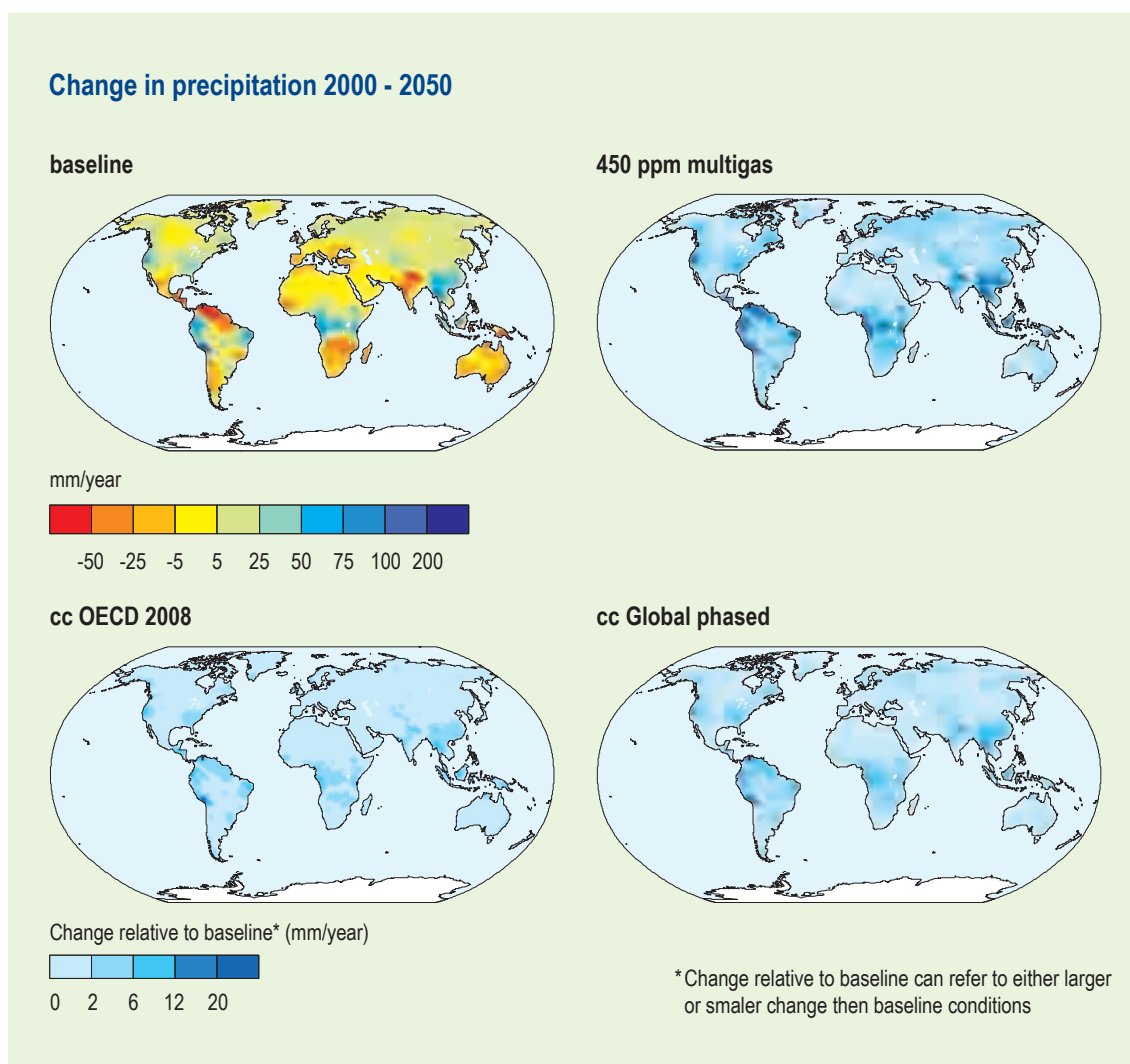 Change in precipitation 2000 - 2050
baseline
450 ppm multigas
mm/year
-50 -25 -5 5 25 50 75 100 200
cc OECD 2008
cc Global phased
Change relative to baseline* (mm/year)
0 2 6 12 20
* Change relative to baseline can refer to either larger
or smaler change then baseline conditions